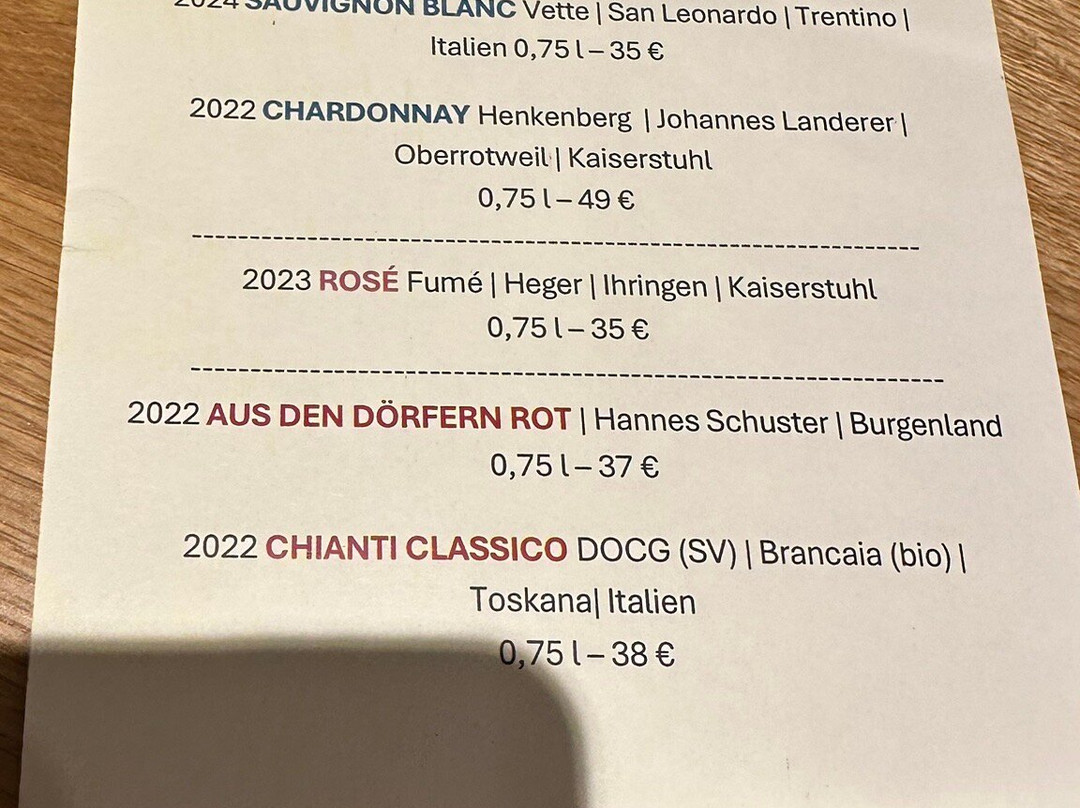 2024 SAUVIGNON BLANC Vette | San Leonardo | Trentino |
Italien 0,75 l – 35 €
2022 CHARDONNAY Henkenberg | Johannes Landerer |
Oberrotweil | Kaiserstuhl
0,75 l – 49 €
2023 ROSÉ Fumé | Heger | Ihringen | Kaiserstuhl
0,75 l – 35 €
2022 AUS DEN DÖRFERN ROT | Hannes Schuster | Burgenland
0,75 l – 37 €
2022 CHIANTI CLASSICO DOCG (SV) | Brancaia (bio) |
Toskana| Italien
0,75 l – 38 €